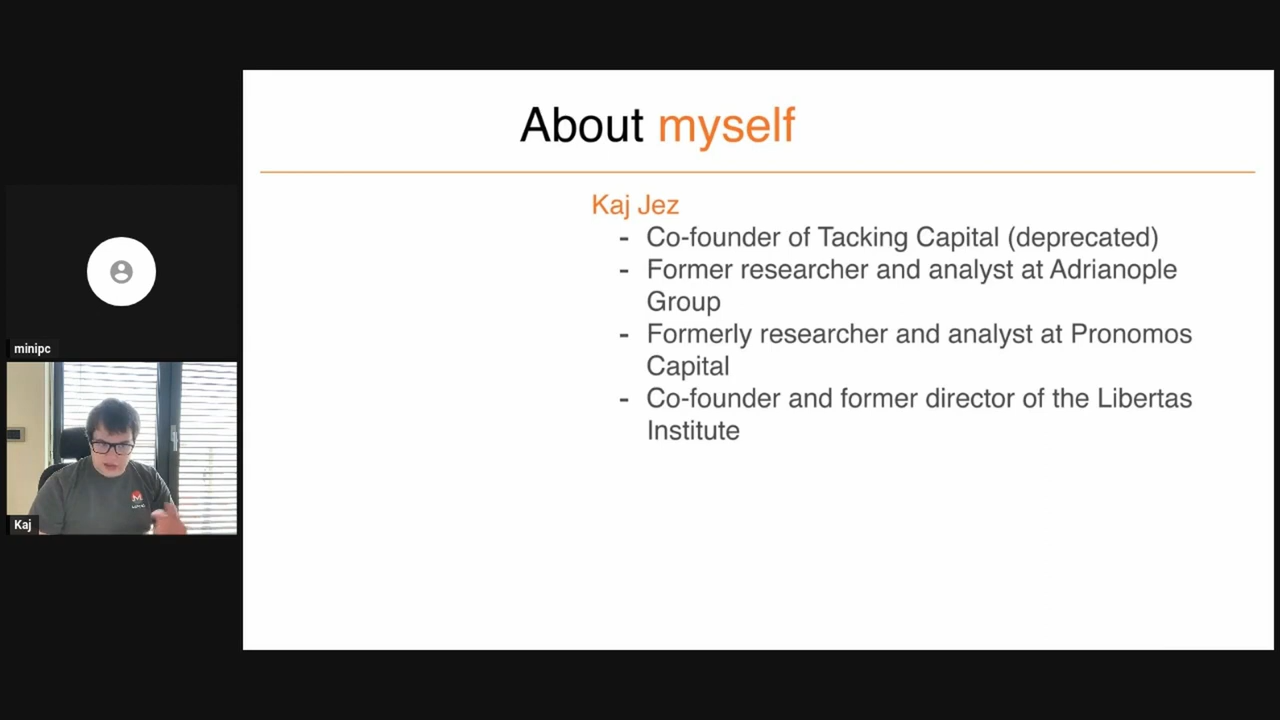 About myself
Kaj Jez
- Co-founder of Tacking Capital (deprecated)
- Former researcher and analyst at Adrianople
Group
- Formerly researcher and analyst at Pronomos
Capital
- Co-founder and former director of the Libertas
Institute
minipc
Kaj